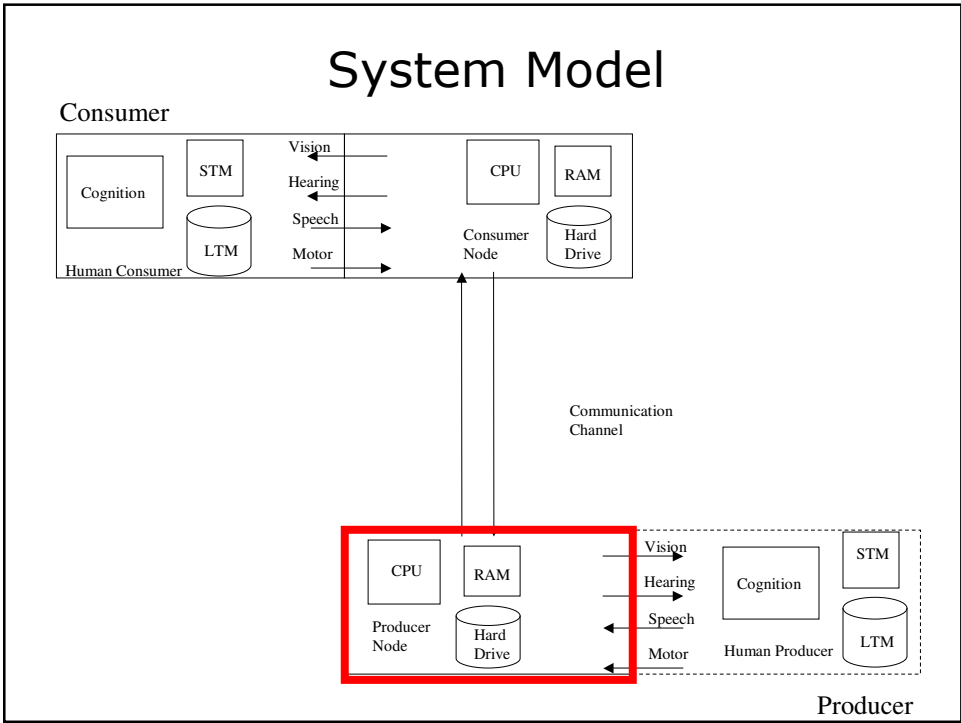 System Model
Consumer
Cognition
STM
LTM
Human Consumer
Vision
Hearing
Speech
Motor
CPU
RAM
Consumer
Node
Hard
Drive
Communication
Channel
CPU
RAM
Producer
Node
Hard
Drive
Vision
Hearing
Speech
Motor
Cognition
STM
LTM
Human Producer
Producer